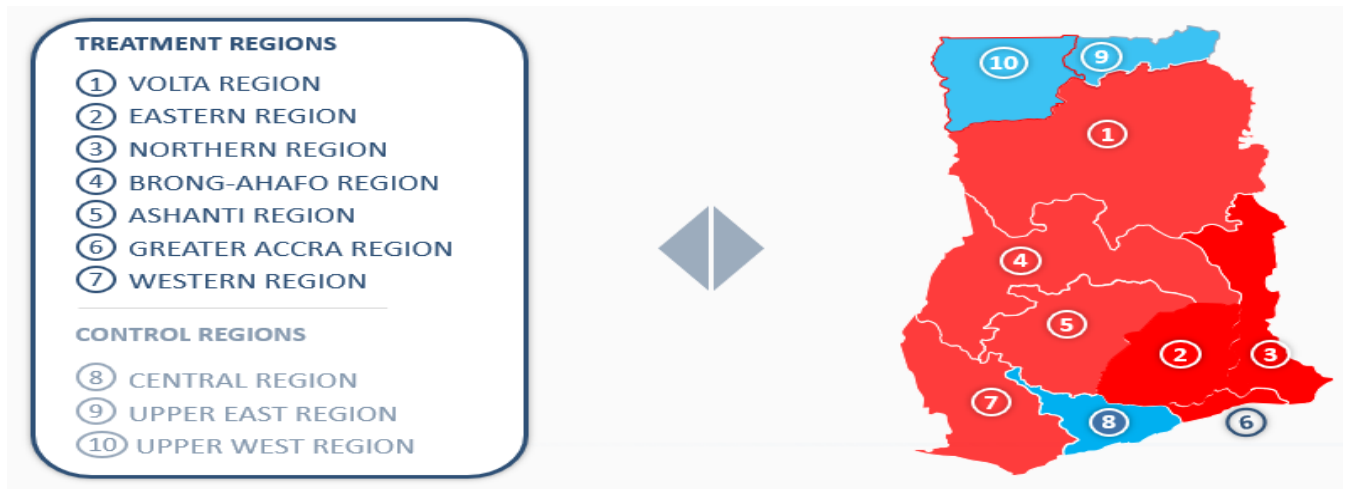 TREATMENT REGIONS
1 VOLTA REGION
2 EASTERN REGION
3 NORTHERN REGION
4 BRONG-AHAFO REGION
5 ASHANTI REGION
6 GREATER ACCRA REGION
7 WESTERN REGION
CONTROL REGIONS
8 CENTRAL REGION
9 UPPER EAST REGION
10 UPPER WEST REGION
10
9
1
4
5
2
3
7
8
6